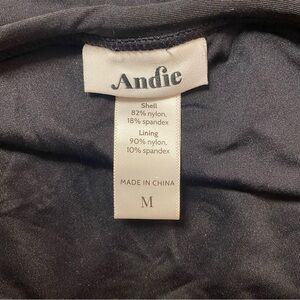 Andie
Shell
82% nylon,
18% spandex
Lining
90% nylon,
10% spandex
MADE IN CHINA
M